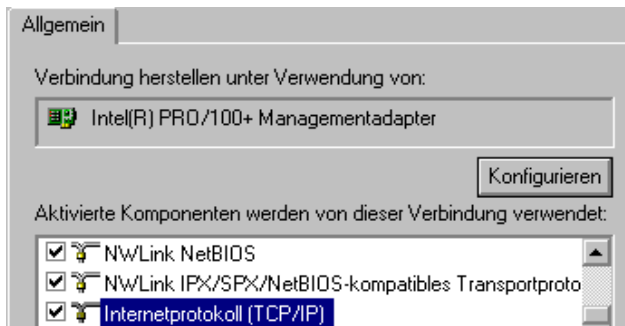 Allgemein
Verbindung herstellen unter Verwendung von:
Intel(R) PRO/100+ Managementadapter
Konfigurieren
Aktivierte Komponenten werden von dieser Verbindung verwendet:
NWLink NetBIOS
NWLink IPX/SPX/NetBIOS-kompatibles Transportproto
Internetprotokoll (TCP/IP)